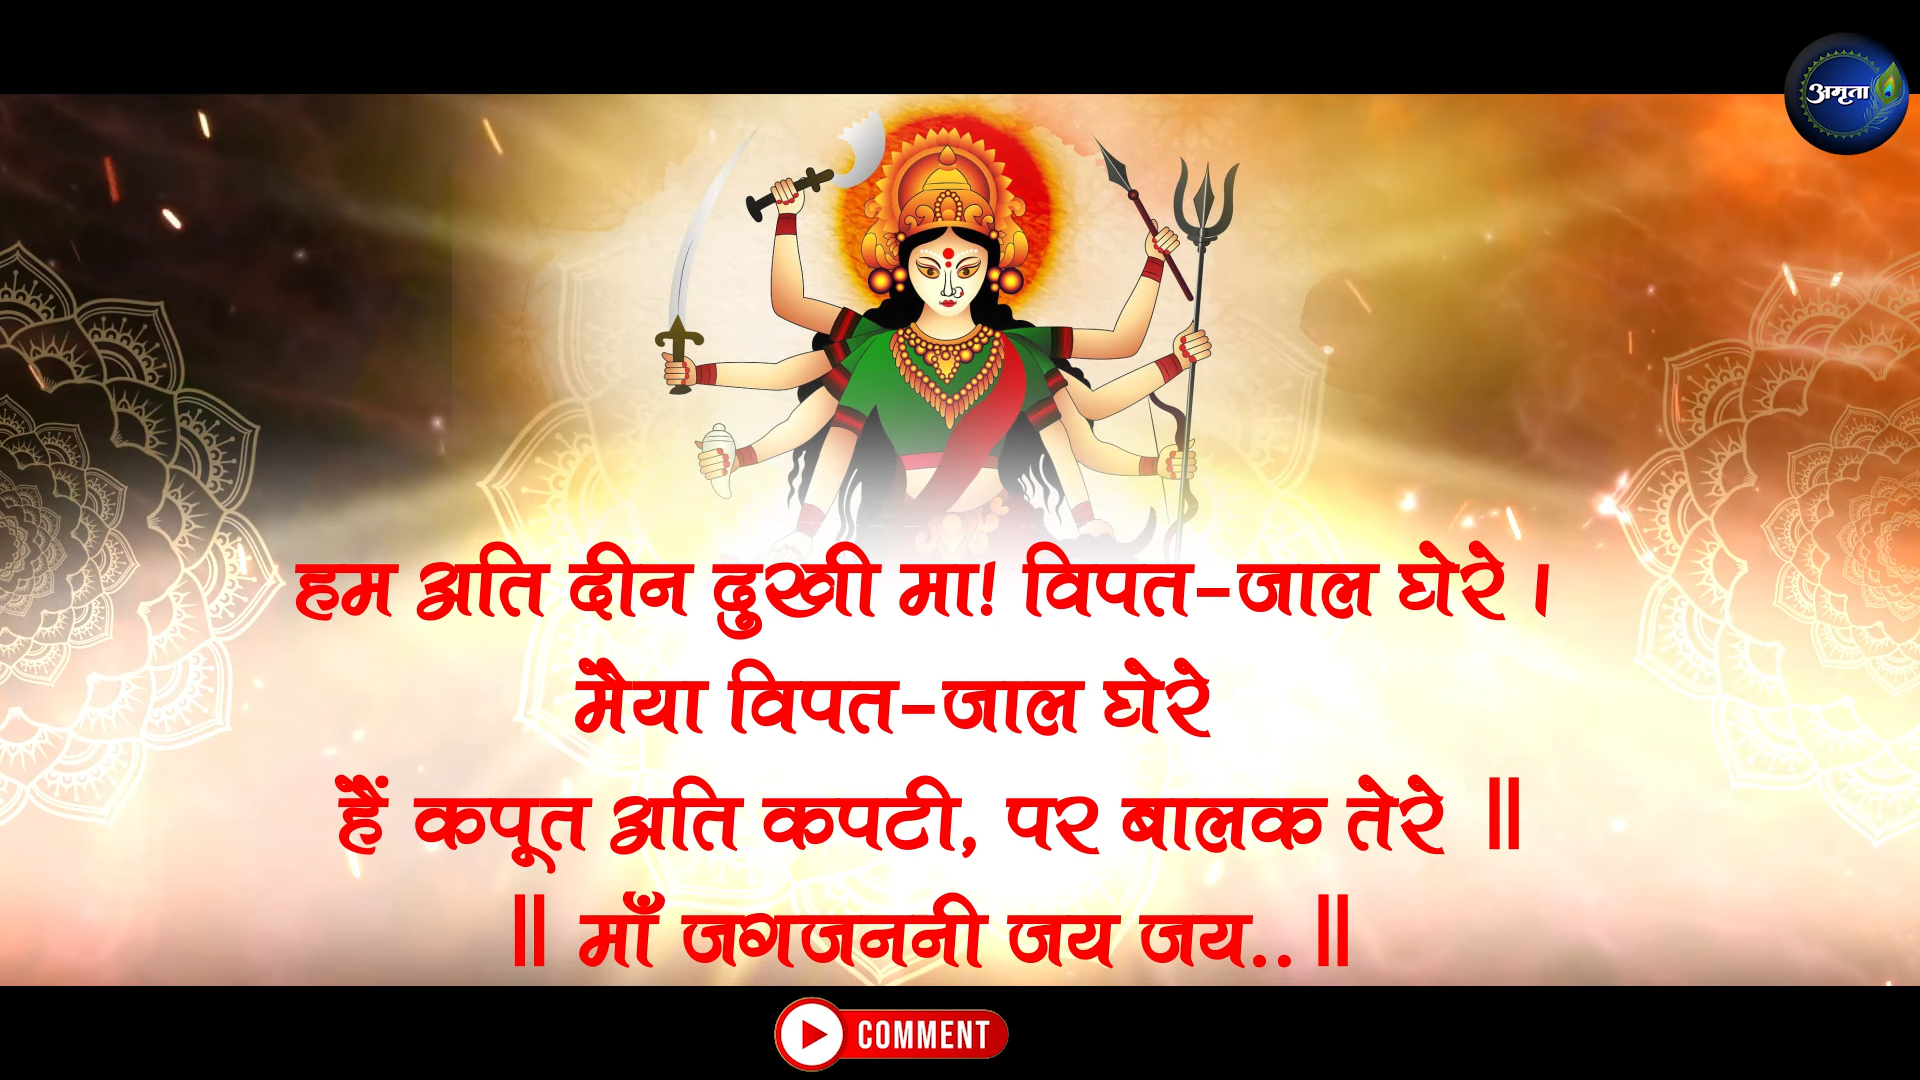 अमृता
हम अति दीन दुखी मा! विपत-जाल घेरे ।
मैया विपत-जाल घेरे
हैं कपूत अति कपटी, पर बालक तेरे ॥
॥ माँ जगजननी जय जय.. ॥
COMMENT